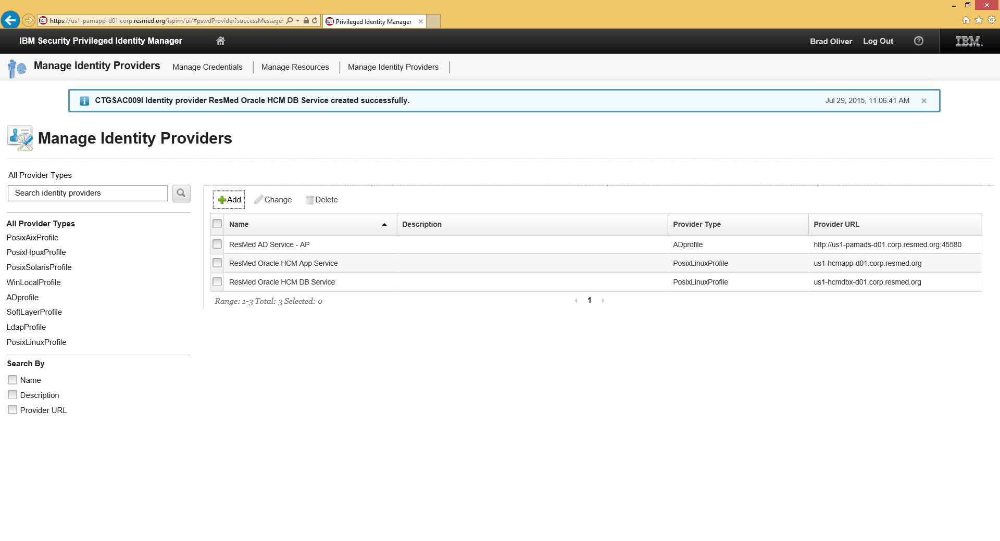 https://us1-pamapp-d01.corp.resmed.org/ispim/ui/#pswdProvider?successMessage=
Privileged Identity Manager
IBM Security Privileged Identity Manager
Brad Oliver
Log Out
?
IBM.
Manage Identity Providers
Manage Credentials
Manage Resources
Manage Identity Providers
i
CTGSAC009I Identity provider ResMed Oracle HCM DB Service created successfully.
Jul 29, 2015, 11:06:41 AM
Manage Identity Providers
All Provider Types
Search identity providers
Add
Change
Delete
All Provider Types
PosixAixProfile
PosixHpuxProfile
PosixSolarisProfile
WinLocalProfile
ADprofile
SoftLayerProfile
LdapProfile
PosixLinuxProfile
Search By
Name
Description
Provider URL
Name Description Provider Type Provider URL
ResMed AD Service - AP ADprofile http://us1-pamads-d01.corp.resmed.org:45580
ResMed Oracle HCM App Service PosixLinuxProfile us1-hcmapp-d01.corp.resmed.org
ResMed Oracle HCM DB Service PosixLinuxProfile us1-hcmdbx-d01.corp.resmed.org
Range: 1-3 Total: 3 Selected: 0
1